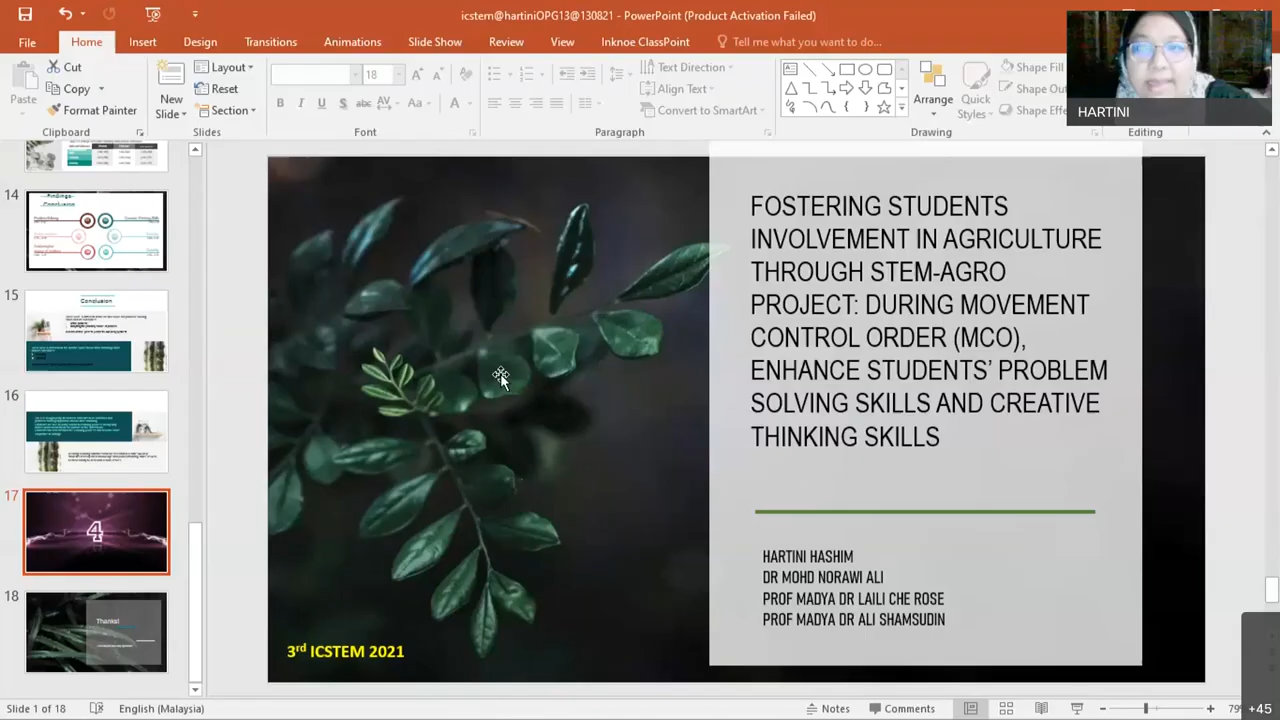 icstem@hartiniOPG13@130821 - PowerPoint (Product Activation Failed)
File Home Insert Design Transitions Animations Slide Show Review View Inknoe ClassPoint Tell me what you want to do...
Cut
Copy
Format Painter
Paste
Clipboard
New
Slide
Layout
Reset
Section
Slides
18
B I U S abc AV Aa A
Font
Text Direction
Align Text
Convert to SmartArt
Paragraph
Arrange
Quick
Styles
Shape Fill
Shape Ou
Shape Effe
Drawing
Editing
HARTINI
14
15
Conclusion
16
17
4
18
Thanks!
FOSTERING STUDENTS
INVOLVEMENT IN AGRICULTURE
THROUGH STEM-AGRO
PROJECT: DURING MOVEMENT
CONTROL ORDER (MCO),
ENHANCE STUDENTS’ PROBLEM
SOLVING SKILLS AND CREATIVE
THINKING SKILLS
HARTINI HASHIM
DR MOHD NORAWI ALI
PROF MADYA DR LAILI CHE ROSE
PROF MADYA DR ALI SHAMSUDIN
3rd ICSTEM 2021
Slide 1 of 18 English (Malaysia) Notes Comments 79
+45